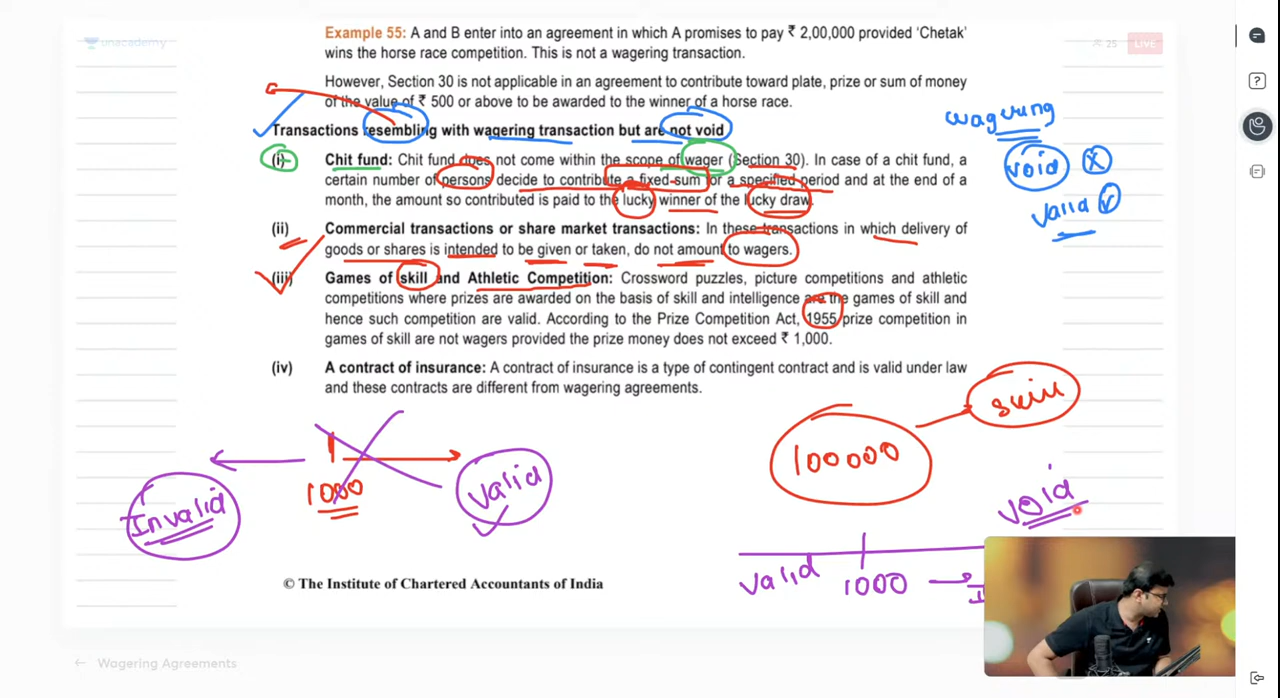 Example 55: A and B enter into an agreement in which A promises to pay ₹ 2,00,000 provided 'Chetak'
wins the horse race competition. This is not a wagering transaction.
unacademy
25
LIVE
However, Section 30 is not applicable in an agreement to contribute toward plate, prize or sum of money
of the value of ₹ 500 or above to be awarded to the winner of a horse race.
Transactions resembling with wagering transaction but are not void
wagering
void x
valid
(i) Chit fund: Chit fund does not come within the scope of wager (Section 30). In case of a chit fund, a
certain number of persons decide to contribute a fixed-sum for a specified period and at the end of a
month, the amount so contributed is paid to the lucky winner of the lucky draw.
(ii) Commercial transactions or share market transactions: In these transactions in which delivery of
goods or shares is intended to be given or taken, do not amount to wagers.
(iii) Games of skill and Athletic Competition: Crossword puzzles, picture competitions and athletic
competitions where prizes are awarded on the basis of skill and intelligence are the games of skill and
hence such competition are valid. According to the Prize Competition Act, 1955 prize competition in
games of skill are not wagers provided the prize money does not exceed ₹ 1,000.
(iv) A contract of insurance: A contract of insurance is a type of contingent contract and is valid under law
and these contracts are different from wagering agreements.
skill
100000
1000
Invalid
valid
void
valid
1000
© The Institute of Chartered Accountants of India
← Wagering Agreements